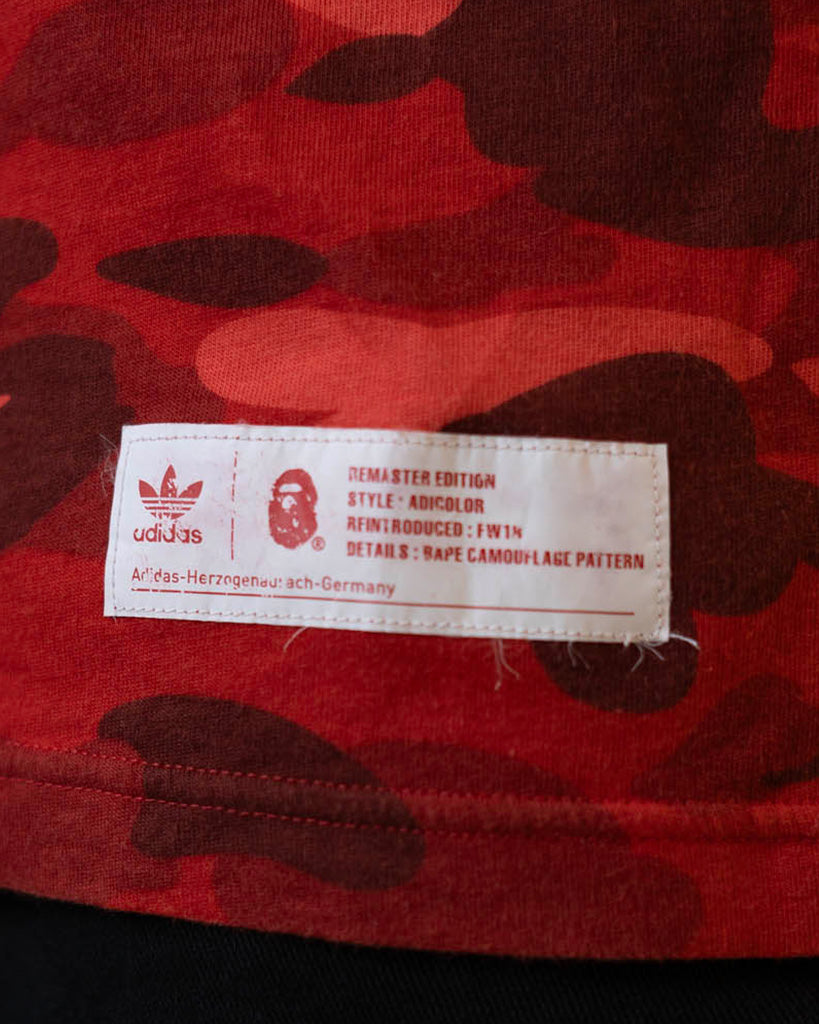 adidas
REMASTER EDITION
STYLE : ADICOLOR
REINTRODUCED : FW18
DETAILS : BAPE CAMOUFLAGE PATTERN
Adidas-Herzogenaurach-Germany